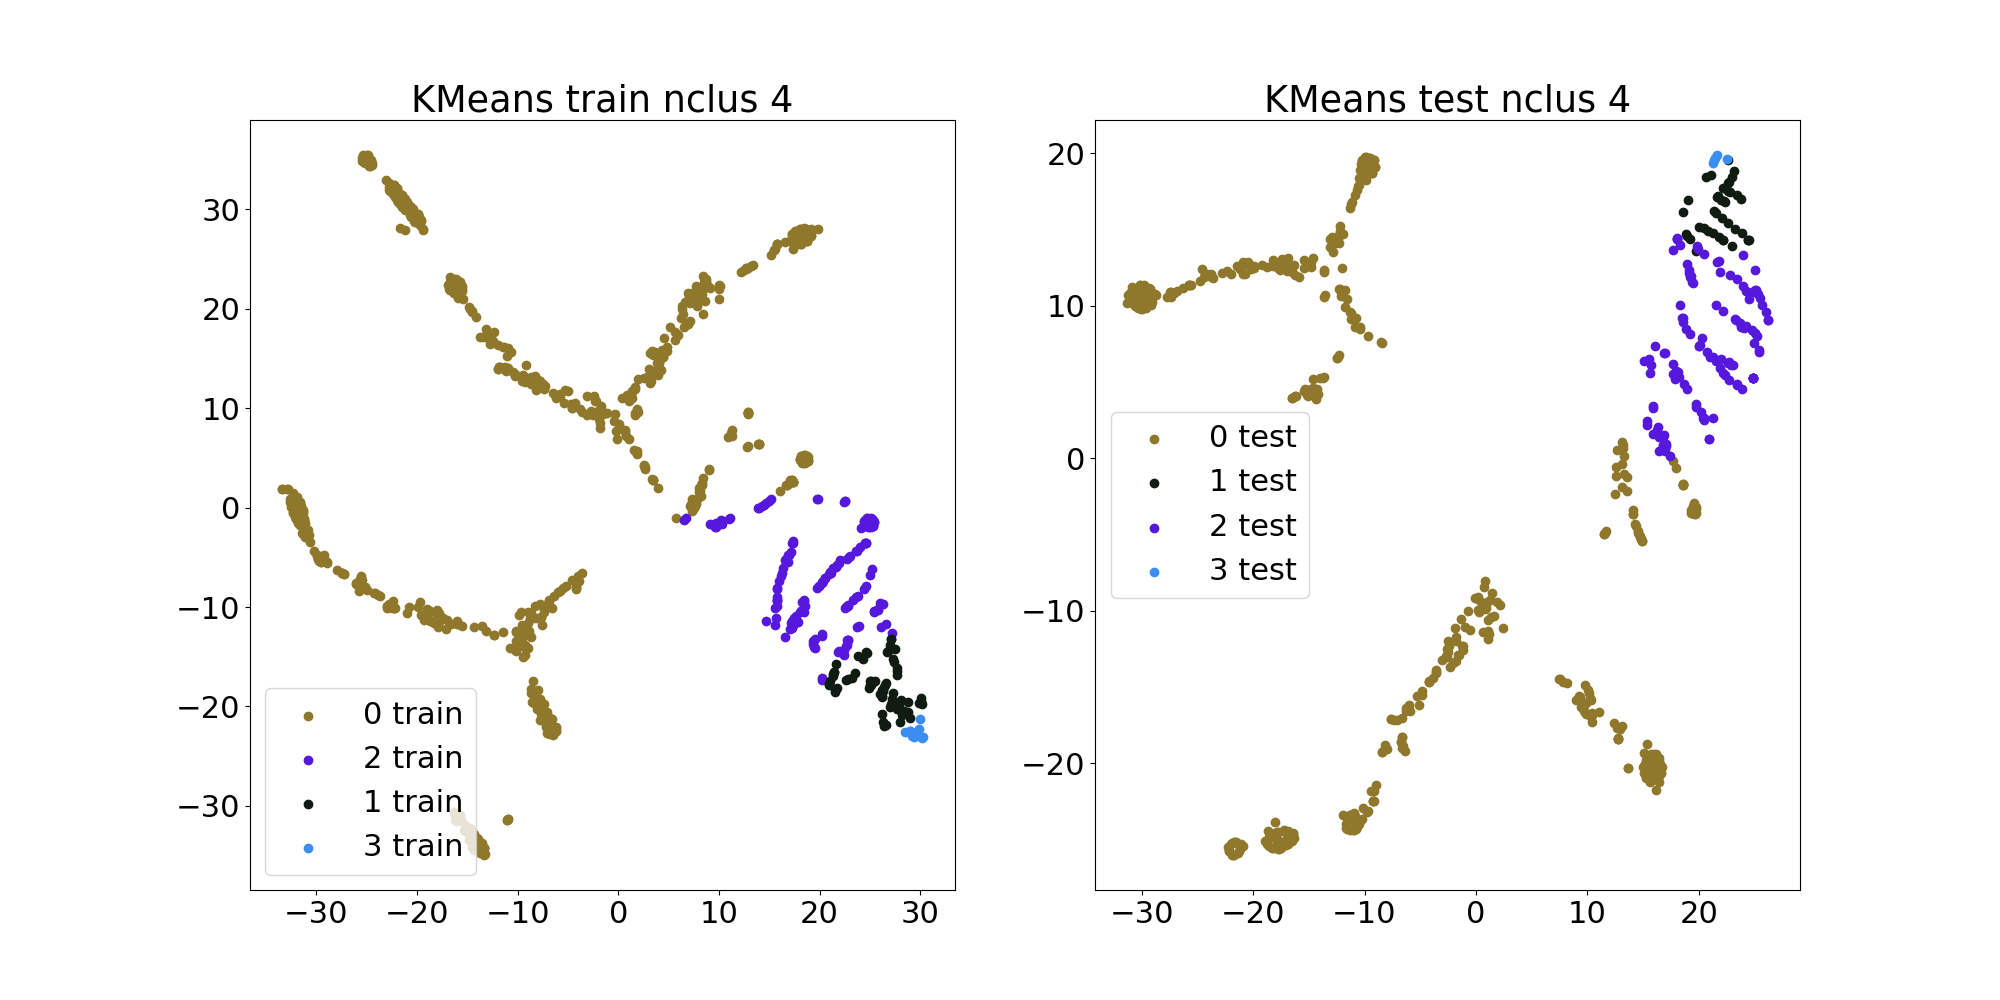 KMeans train nclus 4
30
20
10
0
−10
−20
−30
−30 −20 −10 0 10 20 30
0 train
2 train
1 train
3 train
KMeans test nclus 4
20
10
0
−10
−20
−30 −20 −10 0 10 20
0 test
1 test
2 test
3 test